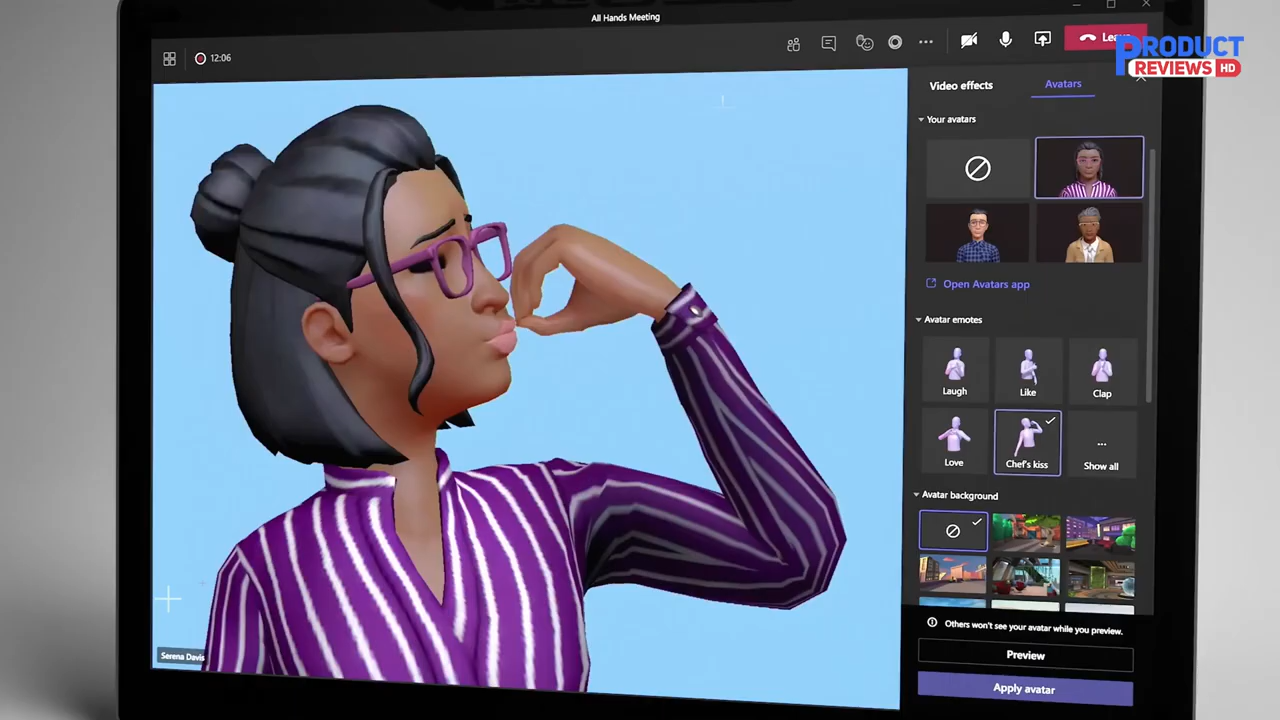 All Hands Meeting
12:06
Leave
PRODUCT
REVIEWS HD
Video effects
Avatars
Your avatars
Open Avatars app
Avatar emotes
Laugh
Like
Clap
Love
Chef's kiss
Show all
Avatar background
Others won't see your avatar while you preview.
Preview
Apply avatar
Serena Davis